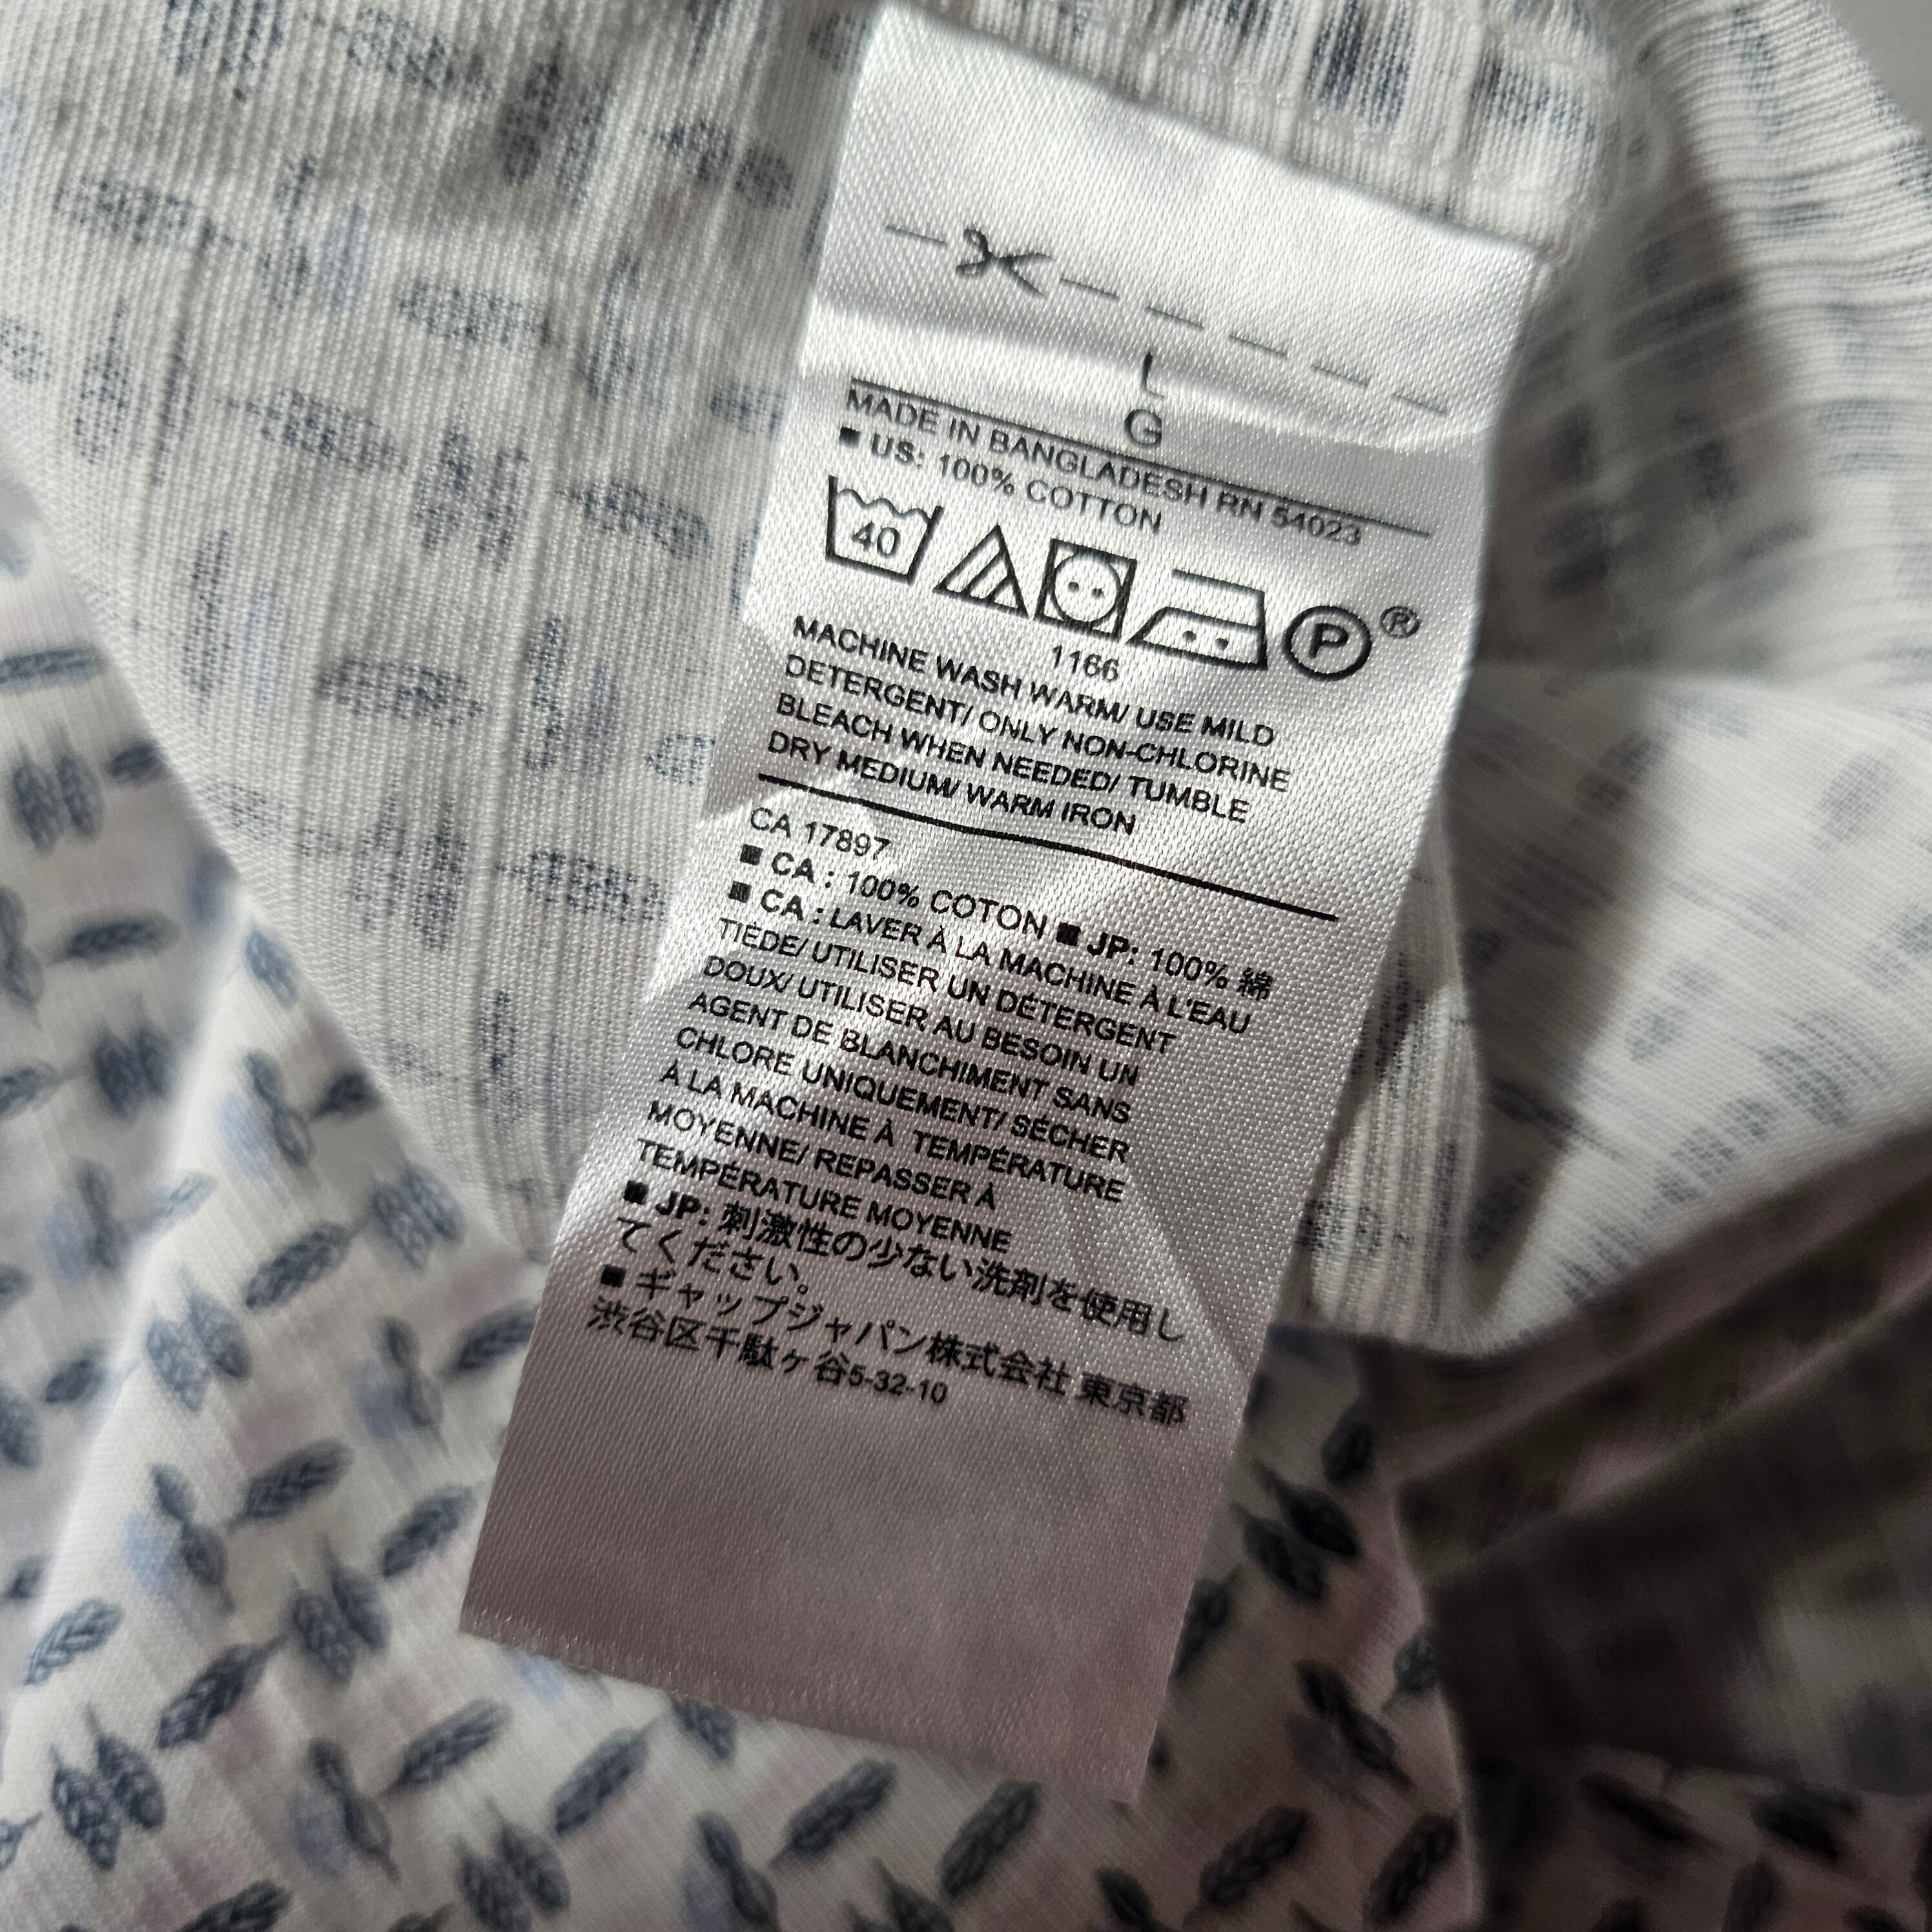 L
G
MADE IN BANGLADESH RN 54023
■ US: 100% COTTON
40
P ®
1166
MACHINE WASH WARM/ USE MILD
DETERGENT/ ONLY NON-CHLORINE
BLEACH WHEN NEEDED/ TUMBLE
DRY MEDIUM/ WARM IRON
CA 17897
■ CA : 100% COTON ■ JP: 100% 綿
■ CA : LAVER À LA MACHINE À L'EAU
TIÈDE/ UTILISER UN DÉTERGENT
DOUX/ UTILISER AU BESOIN UN
AGENT DE BLANCHIMENT SANS
CHLORE UNIQUEMENT/ SÉCHER
À LA MACHINE À TEMPÉRATURE
MOYENNE/ REPASSER À
TEMPÉRATURE MOYENNE
■ JP: 刺激性の少ない洗剤を使用し
てください。
■ ギャップジャパン株式会社 東京都
渋谷区千駄ヶ谷5-32-10